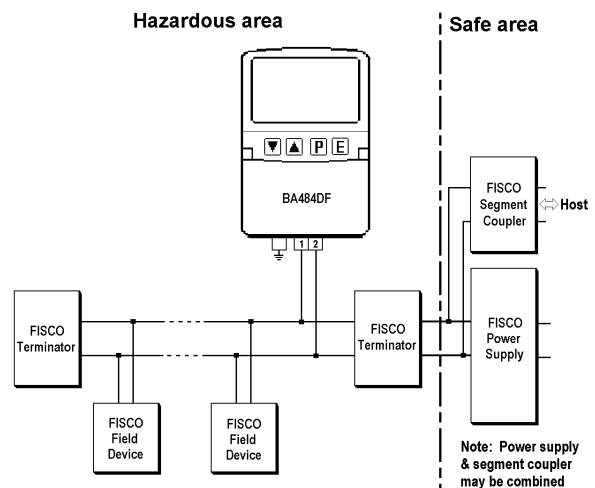 Hazardous area
Safe area
P E
BA484DF
1 2
FISCO
Segment
Coupler
Host
FISCO
Terminator
FISCO
Terminator
FISCO
Power
Supply
FISCO
Field
Device
FISCO
Field
Device
Note: Power supply
& segment coupler
may be combined